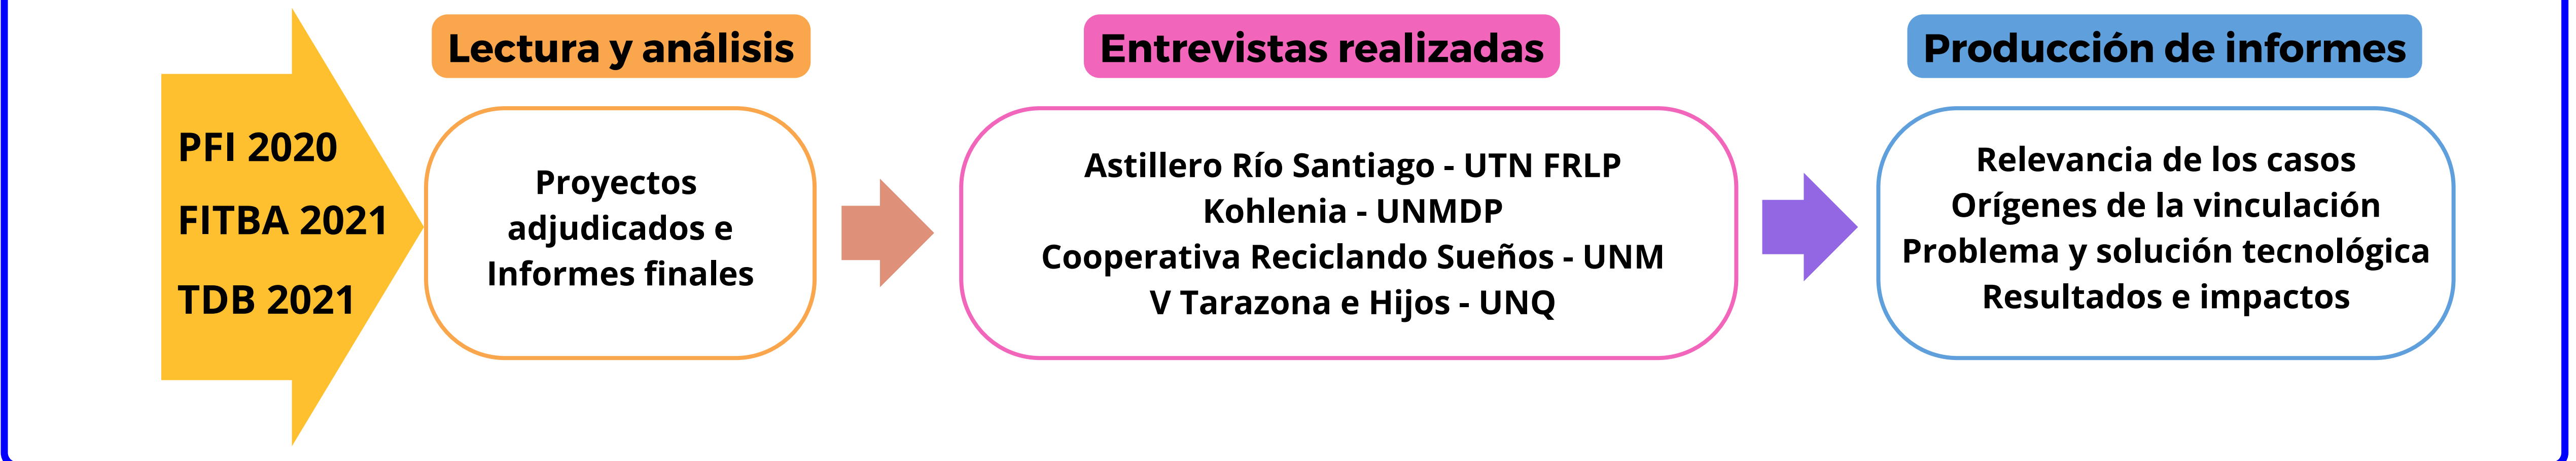 PFI 2020
FITBA 2021
TDB 2021
Lectura y análisis
Proyectos
adjudicados e
Informes finales
Entrevistas realizadas
Astillero Río Santiago - UTN FRLP
Kohlenia - UNMDP
Cooperativa Reciclando Sueños - UNM
V Tarazona e Hijos - UNQ
Producción de informes
Relevancia de los casos
Orígenes de la vinculación
Problema y solución tecnológica
Resultados e impactos